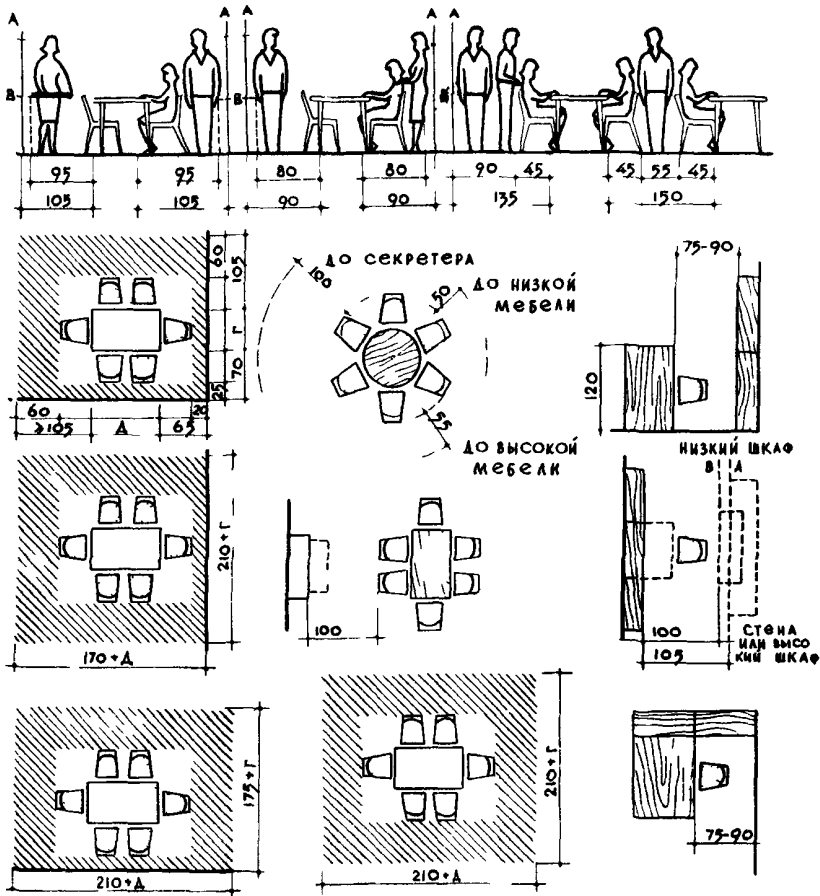 А А А А А
В В В
95 95 80 80 90 45 45 55 45
105 105 90 90 135 150
60
105
Г
70
25
60 20
≥105 Д 65
ДО СЕКРЕТЕРА
120
50
ДО НИЗКОЙ
МЕБЕЛИ
55
ДО ВЫСОКОЙ
МЕБЕЛИ
75-90
120
210+Г
170+Д
100
НИЗКИЙ ШКАФ
В А
100
105
СТЕНА
ИЛИ ВЫСО
КИЙ ШКАФ
175+Г
210+Д
210+Г
210+Д
75-90